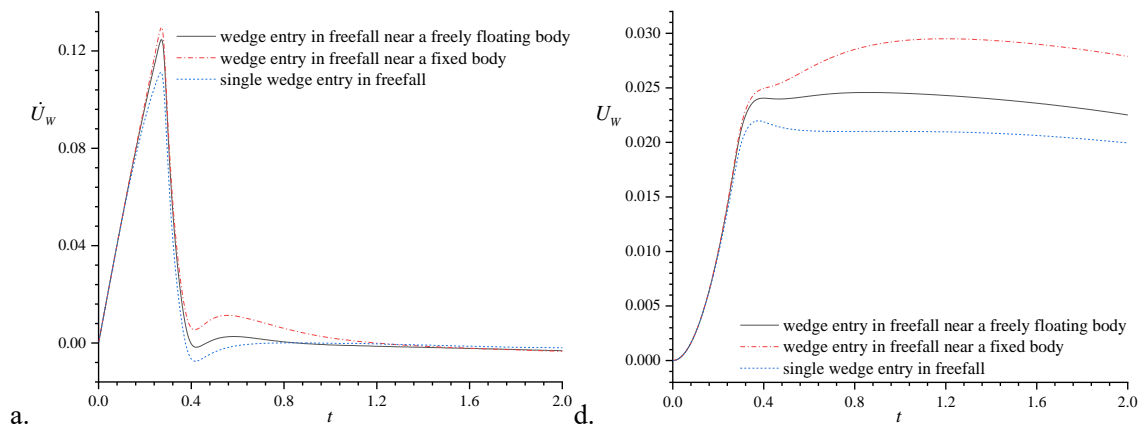 0.12
0.08
0.04
0.00
U̇_W
0.0
0.4
0.8
1.2
1.6
2.0
t
wedge entry in freefall near a freely floating body
wedge entry in freefall near a fixed body
single wedge entry in freefall
a.
0.030
0.025
0.020
0.015
0.010
0.005
0.000
U_W
0.0
0.4
0.8
1.2
1.6
2.0
t
wedge entry in freefall near a freely floating body
wedge entry in freefall near a fixed body
single wedge entry in freefall
d.